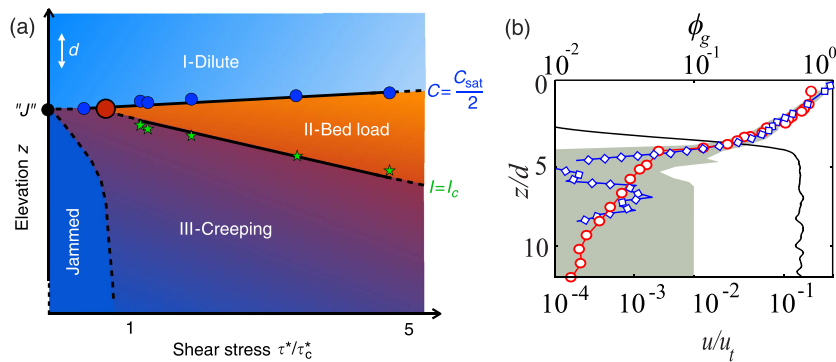 (a)
d
I-Dilute
"J"
C = C_sat/2
II-Bed load
I = I_c
III-Creeping
Jammed
Elevation z
1
5
Shear stress τ*/τ_c*
(b)
ϕ_g
10^-2
10^-1
10^0
0
5
10
z/d
10^-4
10^-3
10^-2
10^-1
u/u_t